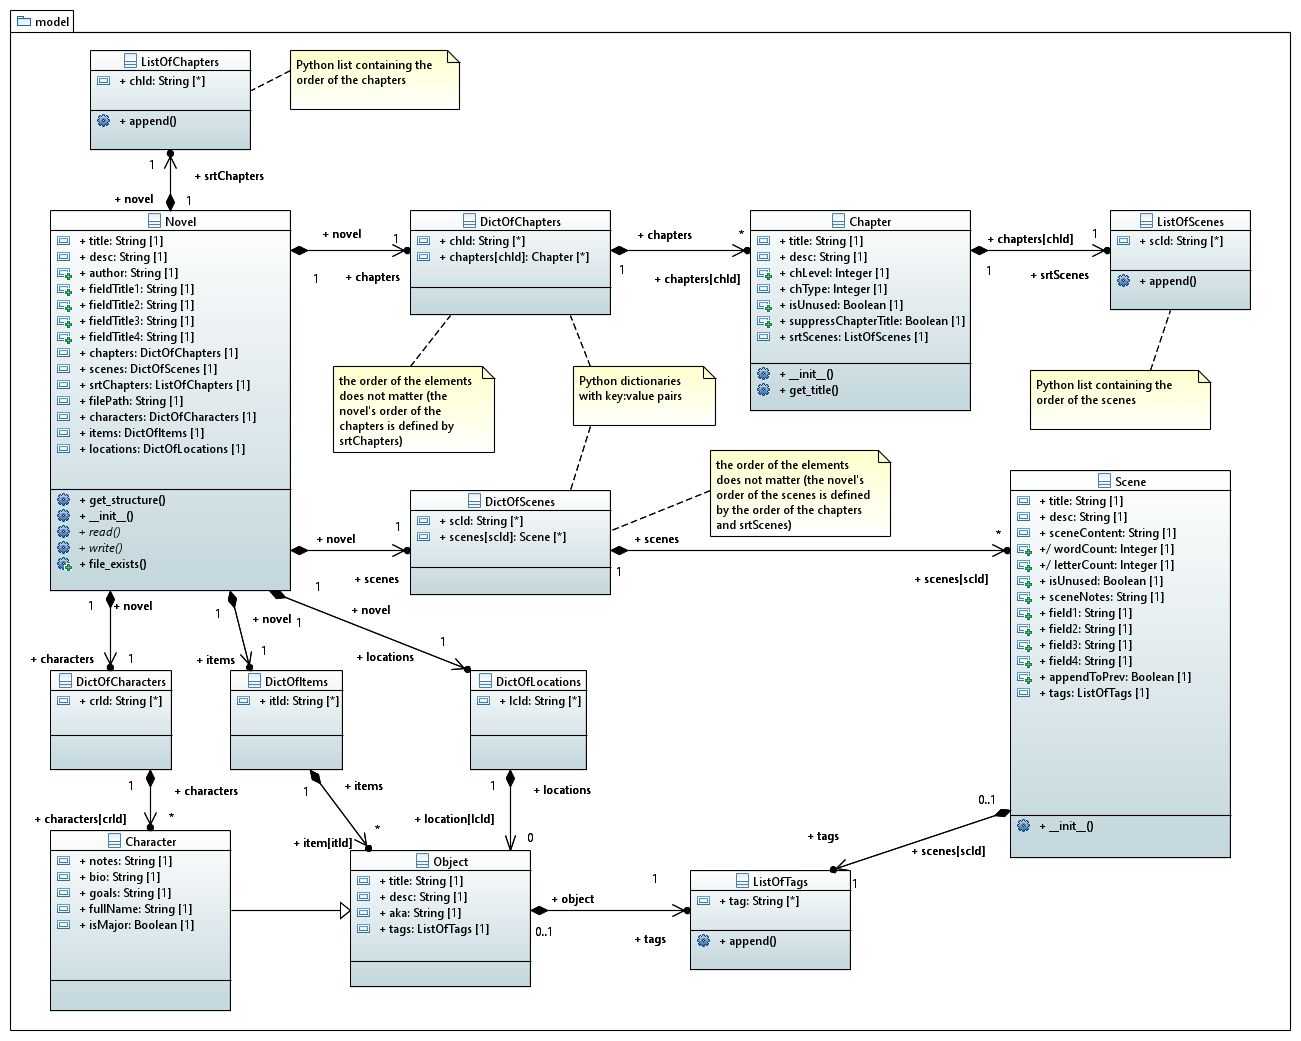 model
ListOfChapters
+ chId: String [*]
+ append()
Python list containing the
order of the chapters
1
+ srtChapters
+ novel
1
Novel
+ title: String [1]
+ desc: String [1]
+ author: String [1]
+ fieldTitle1: String [1]
+ fieldTitle2: String [1]
+ fieldTitle3: String [1]
+ fieldTitle4: String [1]
+ chapters: DictOfChapters [1]
+ scenes: DictOfScenes [1]
+ srtChapters: ListOfChapters [1]
+ filePath: String [1]
+ characters: DictOfCharacters [1]
+ items: DictOfItems [1]
+ locations: DictOfLocations [1]
+ get_structure()
+ __init__()
+ read()
+ write()
+ file_exists()
+ novel
1
1
+ chapters
DictOfChapters
+ chId: String [*]
+ chapters[chId]: Chapter [*]
+ chapters
*
1
+ chapters[chId]
Chapter
+ title: String [1]
+ desc: String [1]
+ chLevel: Integer [1]
+ chType: Integer [1]
+ isUnused: Boolean [1]
+ suppressChapterTitle: Boolean [1]
+ srtScenes: ListOfScenes [1]
+ __init__()
+ get_title()
+ chapters[chId]
1
1
+ srtScenes
ListOfScenes
+ scId: String [*]
+ append()
the order of the elements
does not matter (the
novel's order of the
chapters is defined by
srtChapters)
Python dictionaries
with key:value pairs
Python list containing the
order of the scenes
the order of the elements
does not matter (the novel's
order of the scenes is defined
by the order of the chapters
and srtScenes)
DictOfScenes
+ scId: String [*]
+ scenes[scId]: Scene [*]
1
+ novel
+ scenes
1
+ scenes
*
1
+ scenes[scId]
Scene
+ title: String [1]
+ desc: String [1]
+ sceneContent: String [1]
+/ wordCount: Integer [1]
+/ letterCount: Integer [1]
+ isUnused: Boolean [1]
+ sceneNotes: String [1]
+ field1: String [1]
+ field2: String [1]
+ field3: String [1]
+ field4: String [1]
+ appendToPrev: Boolean [1]
+ tags: ListOfTags [1]
+ __init__()
1
+ novel
+ characters
1
1
+ novel
+ items
1
1
+ novel
1
+ locations
DictOfCharacters
+ crId: String [*]
DictOfItems
+ itId: String [*]
DictOfLocations
+ lcId: String [*]
1
+ characters
+ characters[crId]
*
1
+ items
*
+ item[itId]
1
+ locations
+ location[lcId]
0
Character
+ notes: String [1]
+ bio: String [1]
+ goals: String [1]
+ fullName: String [1]
+ isMajor: Boolean [1]
Object
+ title: String [1]
+ desc: String [1]
+ aka: String [1]
+ tags: ListOfTags [1]
+ object
0..1
1
+ tags
0..1
+ tags
+ scenes[scId]
1
ListOfTags
+ tag: String [*]
+ append()